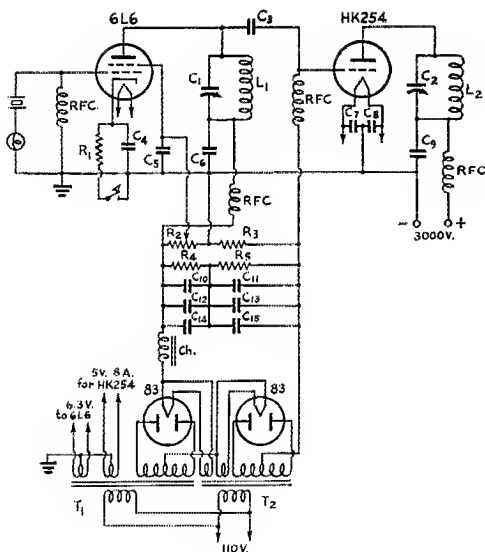 6L6
C3
HK254
C1
L1
RFC
C2
L2
RFC
C7 C8
R1
C4
C5
C6
C9
RFC
RFC
- +
3000V.
R2 R3
R4 R5
C10 C11
C12 C13
C14 C15
Ch.
5V. 8A.
for HK254
6.3V.
to 6L6
83
83
T1
T2
110V.